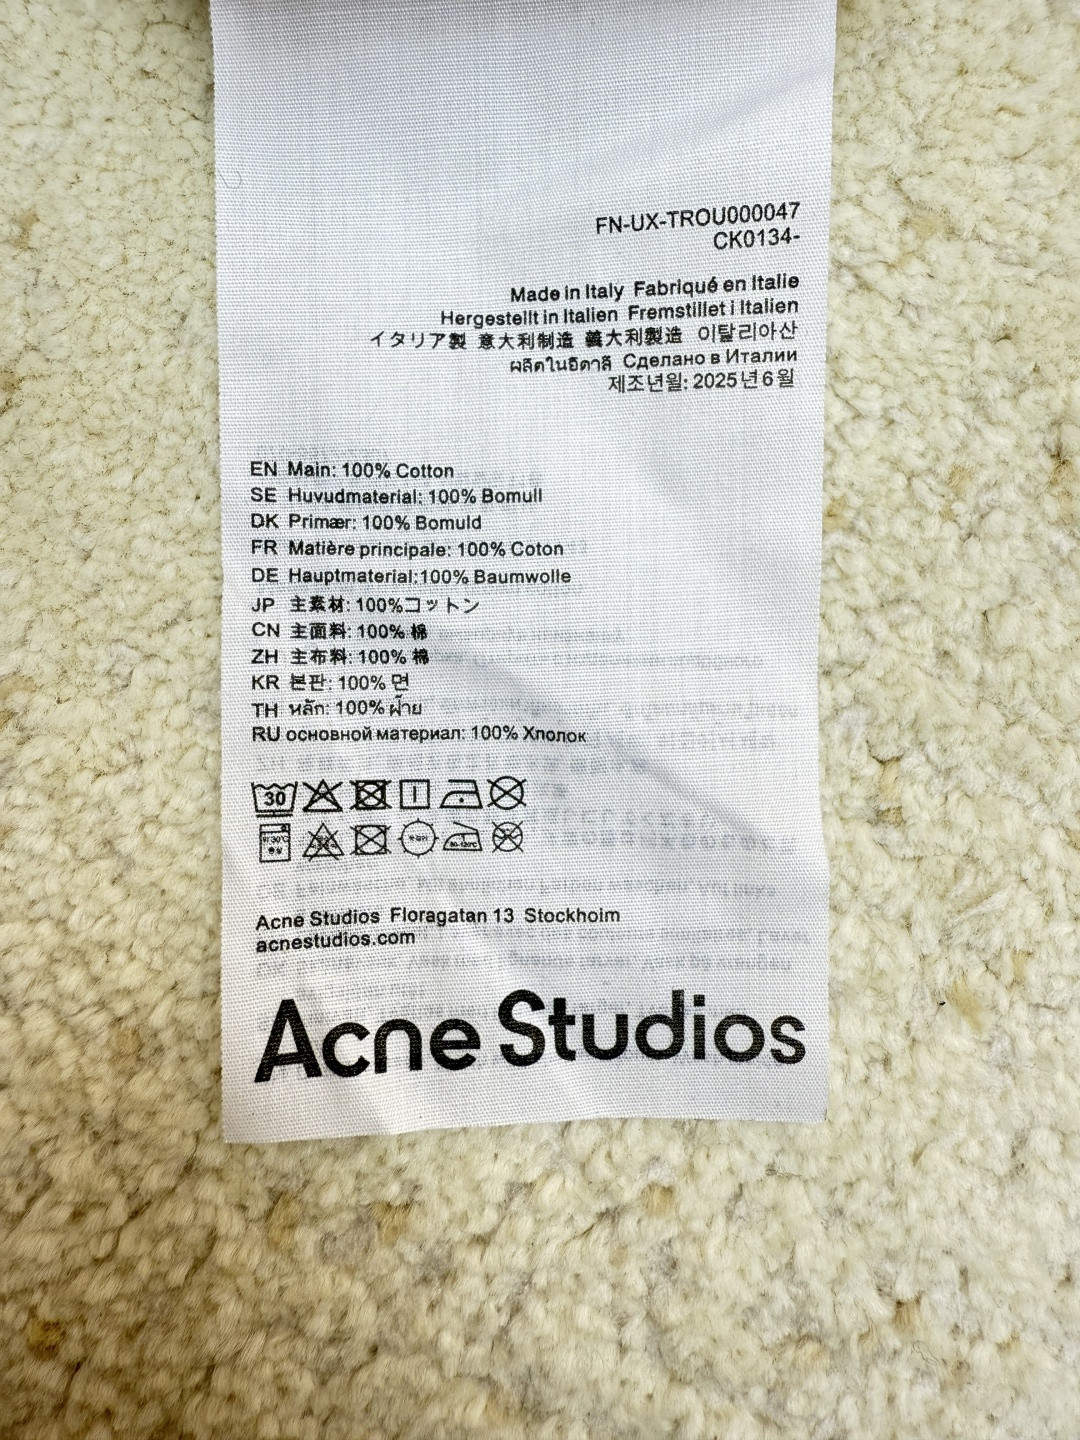 FN-UX-TROU000047
CK0134-
Made in Italy Fabriqué en Italie
Hergestellt in Italien Fremstillet i Italien
イタリア製 意大利制造 義大利製造 이탈리아산
ผลิตในอิตาลี Сделано в Италии
제조년월: 2025년 6월
EN Main: 100% Cotton
SE Huvudmaterial: 100% Bomull
DK Primær: 100% Bomuld
FR Matière principale: 100% Coton
DE Hauptmaterial:100% Baumwolle
JP 主素材: 100%コットン
CN 主面料: 100% 棉
ZH 主布料: 100% 棉
KR 본판: 100% 면
TH หลัก: 100% ฝ้าย
RU основной материал: 100% Хлопок
30
Acne Studios Floragatan 13 Stockholm
acnestudios.com
Acne Studios